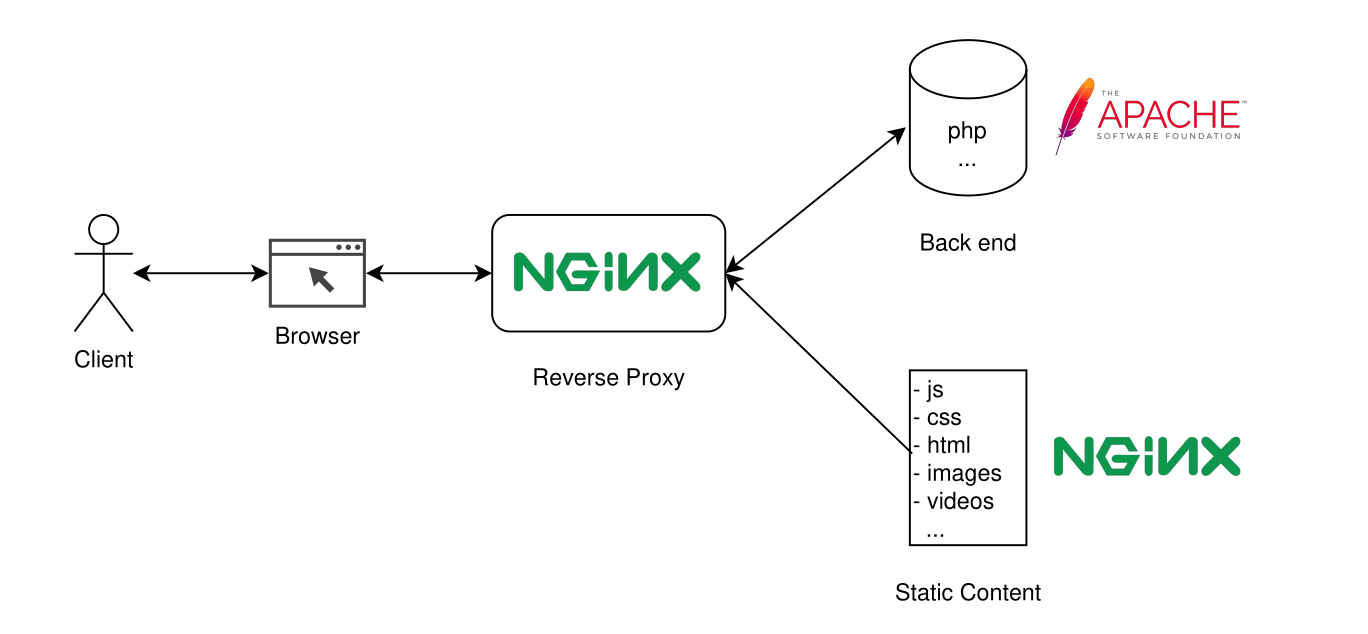 THE
APACHE™
SOFTWARE FOUNDATION
php
...
Back end
NGINX
Client
Browser
Reverse Proxy
- js
- css
- html
- images
- videos
...
NGINX
Static Content